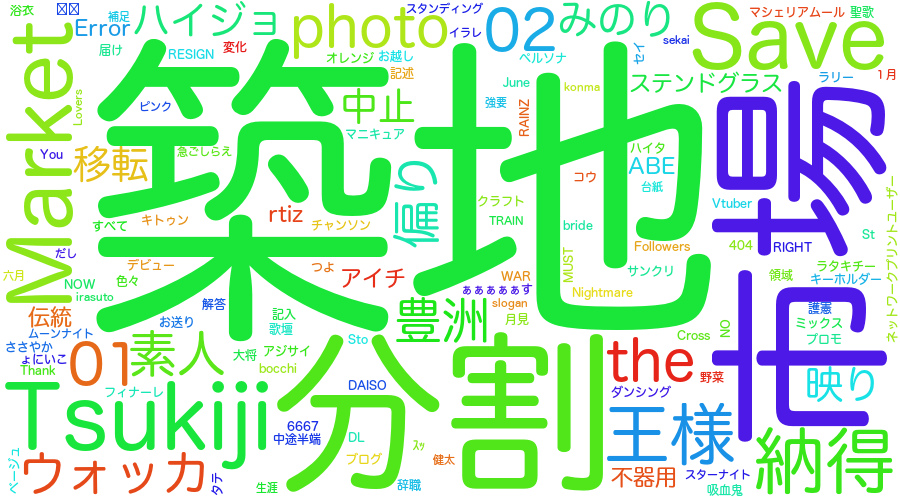 浴衣
補足
Error
届け
RESIGN
変化
ハイジョ
photo
オレンジ
お越し
記述
スタンディング
イラレ
02
みのり
ペルソナ
セイ
sekai
Save
マシェリアムール
聖歌
ラリー
1月
Market
Lovers
ピンク
You
中止
マニキュア
強要
June
RAINZ
konma
ステンドグラス
移転
急ごしらえ
築地
市場
偏り
ハイタ
ABE
台紙
コウ
クラフト
TRAIN
bride
MUST
Vtuber
St
ネットワークプリントユーザー
rtiz
すべて
キトゥン
チャンソン
だし
デビュー
つよ
アイチ
WAR
ぁぁぁぁぁす
slogan
月見
Followers
サンクリ
Nightmare
404
RIGHT
ラタキチー
領域
キーホルダー
六月
NOW
色々
irasuto
解答
お送り
記入
歌壇
伝統
ムーンナイト
ささやか
ょにいこ
Thank
01
素人
大将
アジサイ
bocchi
Sto
豊洲
分割
the
Cross
NO
護憲
ミックス
プロモ
野菜
映り
ダンシング
王様
Tsukiji
フィナーレ
DAISO
6667
中途半端
DL
ブログ
ｽｯ
健太
辞職
生涯
ウォッカ
タテ
ベージュ
不器用
スターナイト
吸血鬼
納得